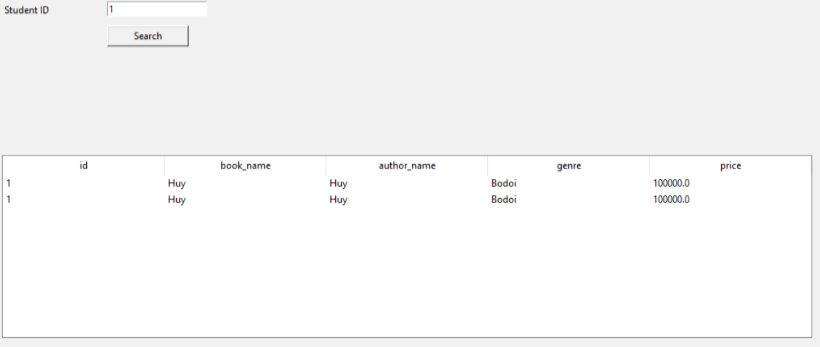 Student ID 1
Search
id book_name author_name genre price
1 Huy Huy Bodoi 100000.0
1 Huy Huy Bodoi 100000.0